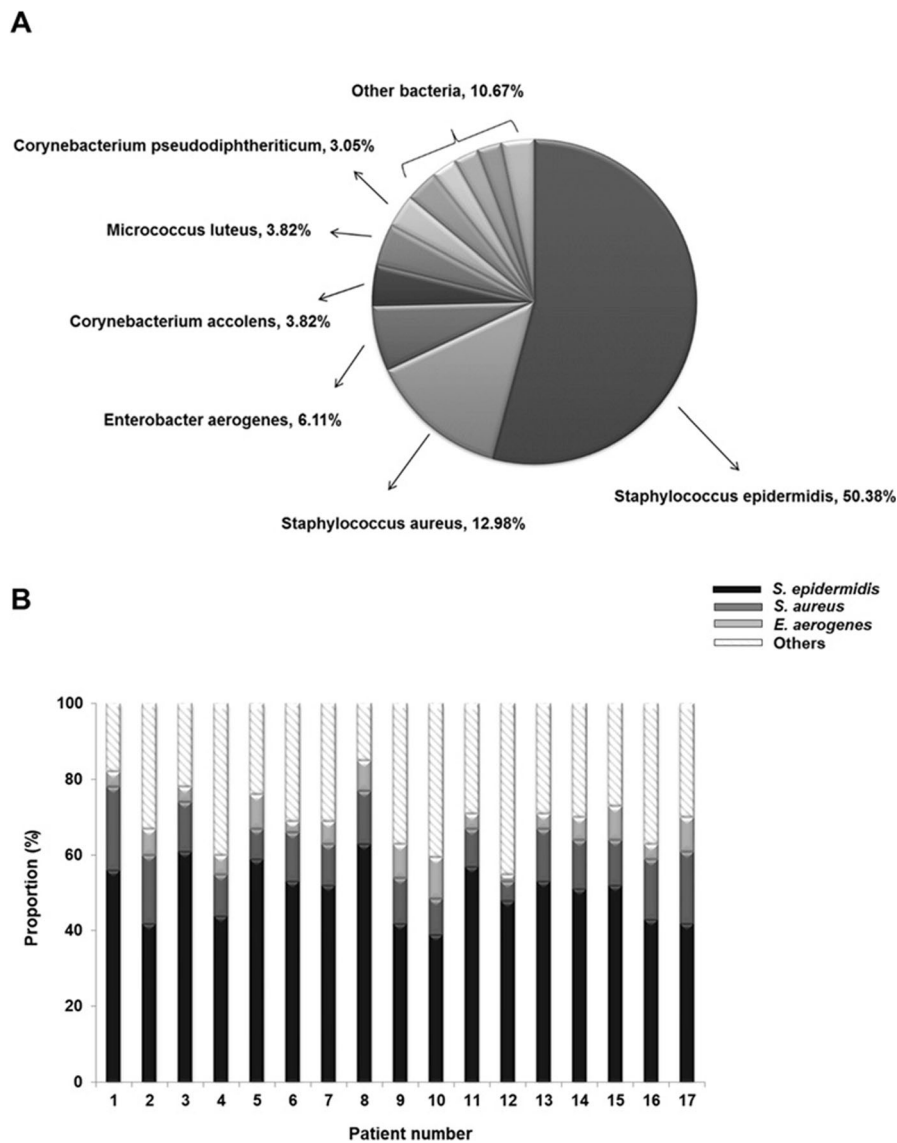 A
Other bacteria, 10.67%
Corynebacterium pseudodiphtheriticum, 3.05%
Micrococcus luteus, 3.82%
Corynebacterium accolens, 3.82%
Enterobacter aerogenes, 6.11%
Staphylococcus epidermidis, 50.38%
Staphylococcus aureus, 12.98%
B
S. epidermidis
S. aureus
E. aerogenes
Others
Proportion (%)
100
80
60
40
20
0
1 2 3 4 5 6 7 8 9 10 11 12 13 14 15 16 17
Patient number